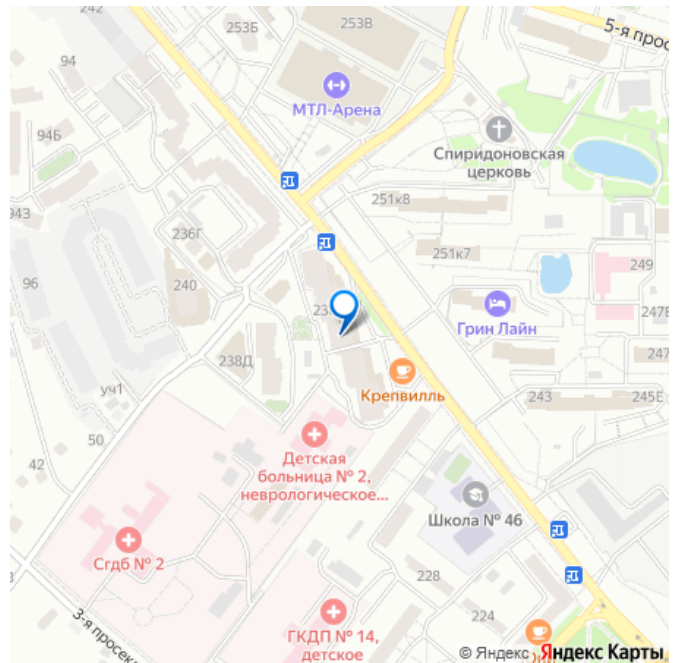 242
253Б
253В
5-я прос
94
МТЛ-Арена
94Б
Спиридоновская
церковь
943
251к8
236Г
251к7
249
96
240
247Е
Грин Лайн
238Д
247
уч1
Крепвилль
243
245Е
50
42
Детская
больница № 2,
неврологическое...
Школа № 46
Сгдб № 2
228
224
3-я просек
ГКДП № 14,
детское
© Яндекс Яндекс Карты